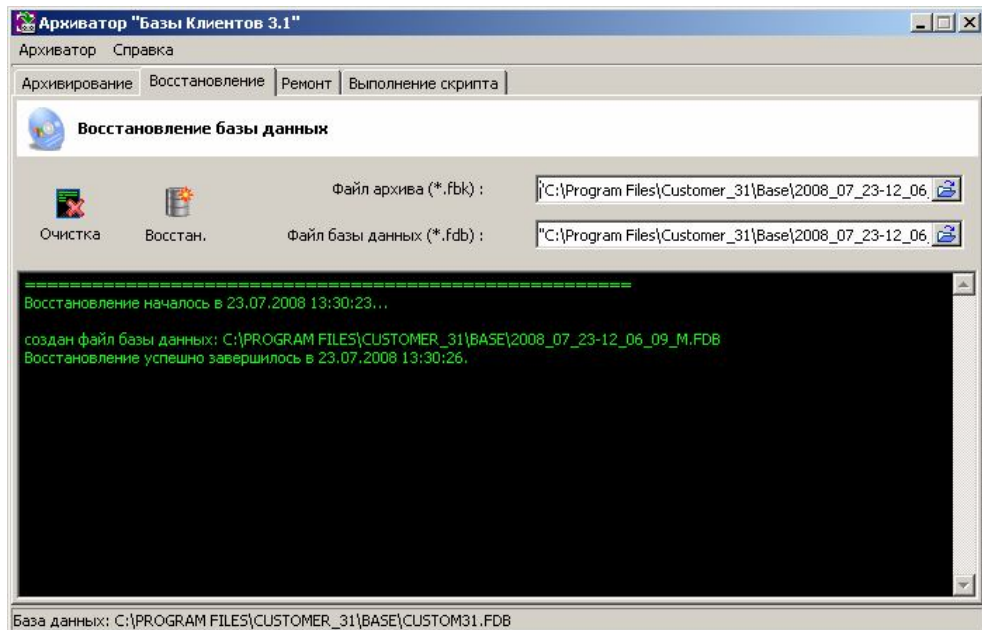 Архиватор "Базы Клиентов 3.1"
Архиватор Справка
Архивирование Восстановление Ремонт Выполнение скрипта
Восстановление базы данных
Файл архива (*.fbk) : "C:\Program Files\Customer_31\Base\2008_07_23-12_06_
Очистка Восстан. Файл базы данных (*.fdb) : "C:\Program Files\Customer_31\Base\2008_07_23-12_06_
======================================================
Восстановление началось в 23.07.2008 13:30:23...
создан файл базы данных: C:\PROGRAM FILES\CUSTOMER_31\BASE\2008_07_23-12_06_09_M.FDB
Восстановление успешно завершилось в 23.07.2008 13:30:26.
База данных: C:\PROGRAM FILES\CUSTOMER_31\BASE\CUSTOM31.FDB